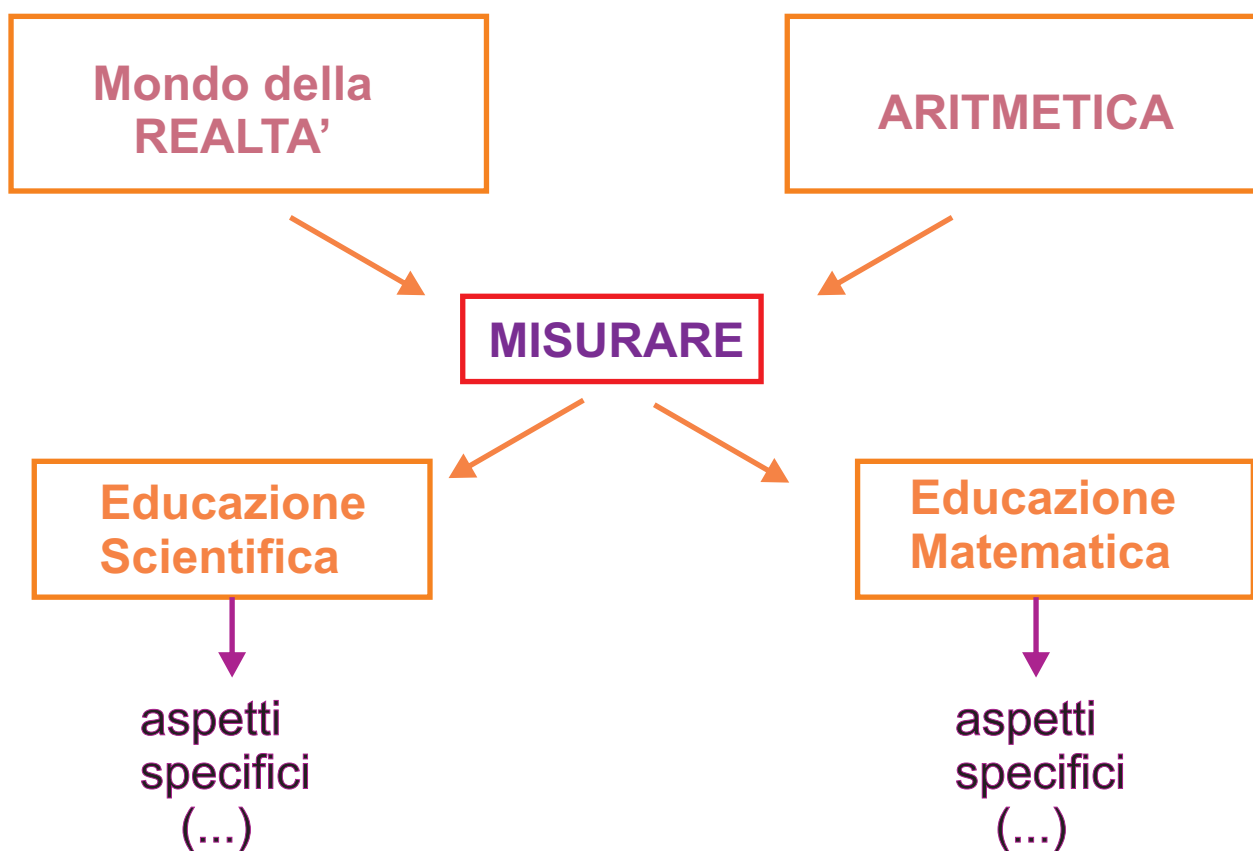 Mondo della
REALTA’
ARITMETICA
MISURARE
Educazione
Scientifica
Educazione
Matematica
aspetti
specifici
(...)
aspetti
specifici
(...)